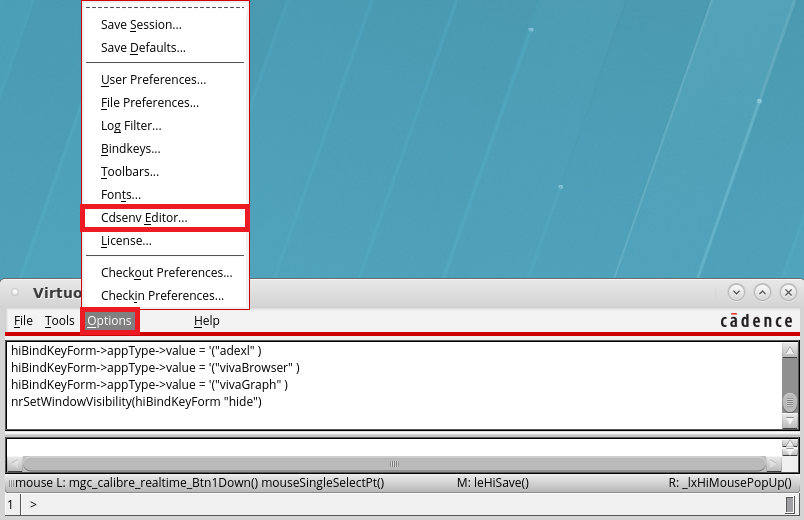 Save Session...
Save Defaults...
User Preferences...
File Preferences...
Log Filter...
Bindkeys...
Toolbars...
Fonts...
Cdsenv Editor...
License...
Checkout Preferences...
Checkin Preferences...
Virtuo
File Tools Options Help cādence
hiBindKeyForm->appType->value = '("adexl" )
hiBindKeyForm->appType->value = '("vivaBrowser" )
hiBindKeyForm->appType->value = '("vivaGraph" )
nrSetWindowVisibility(hiBindKeyForm "hide")
mouse L: mgc_calibre_realtime_Btn1Down() mouseSingleSelectPt() M: leHiSave() R: _lxHiMousePopUp()
1 >